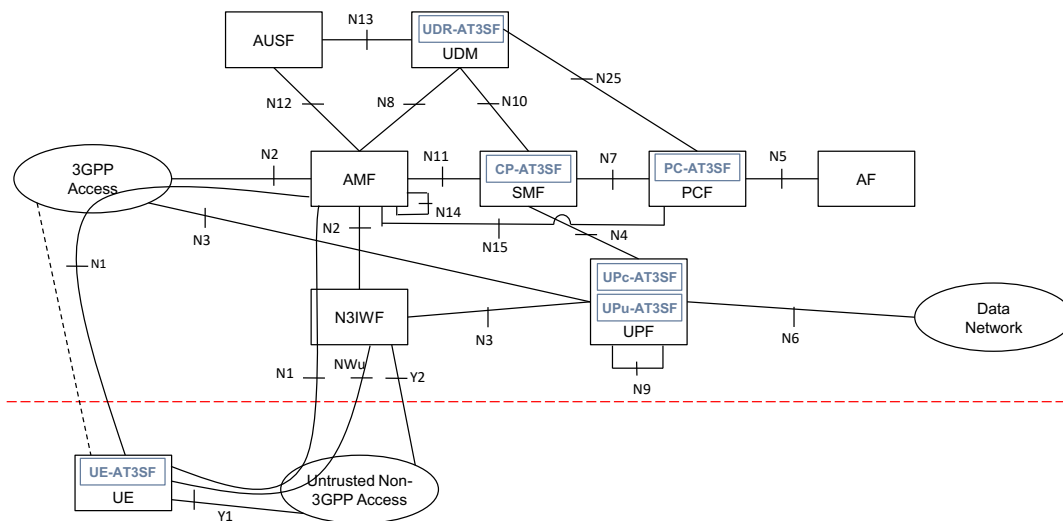 N13
AUSF
UDR-AT3SF
UDM
N12
N8
N10
N25
3GPP
Access
N2
AMF
N11
CP-AT3SF
SMF
N7
PC-AT3SF
PCF
N5
AF
N14
N3
N2
N15
N4
N1
UPc-AT3SF
UPu-AT3SF
UPF
N3IWF
N3
N6
Data
Network
N1
NWu
Y2
N9
UE-AT3SF
UE
Untrusted Non-
3GPP Access
Y1